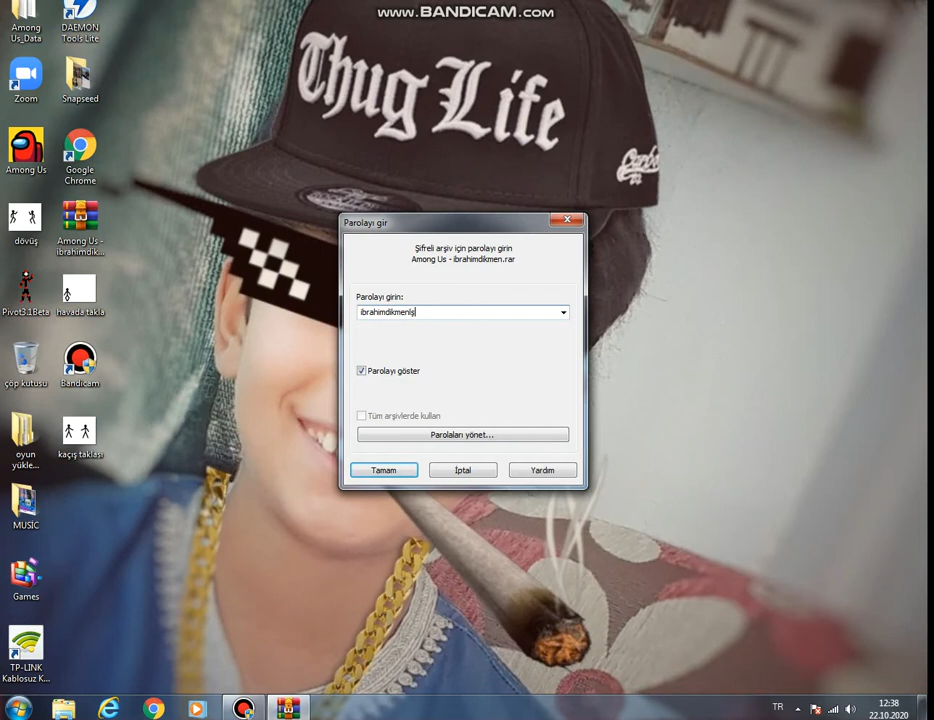 www.BANDICAM.com
Among
Us_Data
DAEMON
Tools Lite
Zoom
Snapseed
Among Us
Google
Chrome
dövüş
Among Us -
ibrahimdik...
Pivot3.1Beta
havada takla
çöp kutusu
Bandicam
oyun
yükle...
kaçış taklası
MUSİC
Games
TP-LINK
Kablosuz K...
Thug Life
Parolayı gir
Şifreli arşiv için parolayı girin
Among Us - ibrahimdikmen.rar
Parolayı girin:
ibrahimdikmenlş
Parolayı göster
Tüm arşivlerde kullan
Parolaları yönet...
Tamam
İptal
Yardım
TR
12:38
22.10.2020